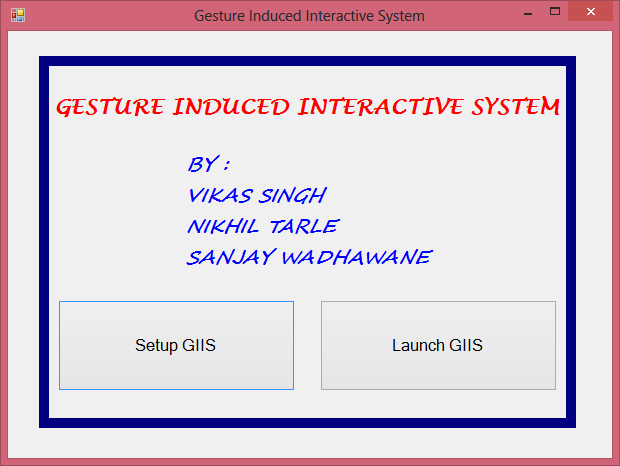 Gesture Induced Interactive System
GESTURE INDUCED INTERACTIVE SYSTEM
BY :
VIKAS SINGH
NIKHIL TARLE
SANJAY WADHAWANE
Setup GIIS
Launch GIIS